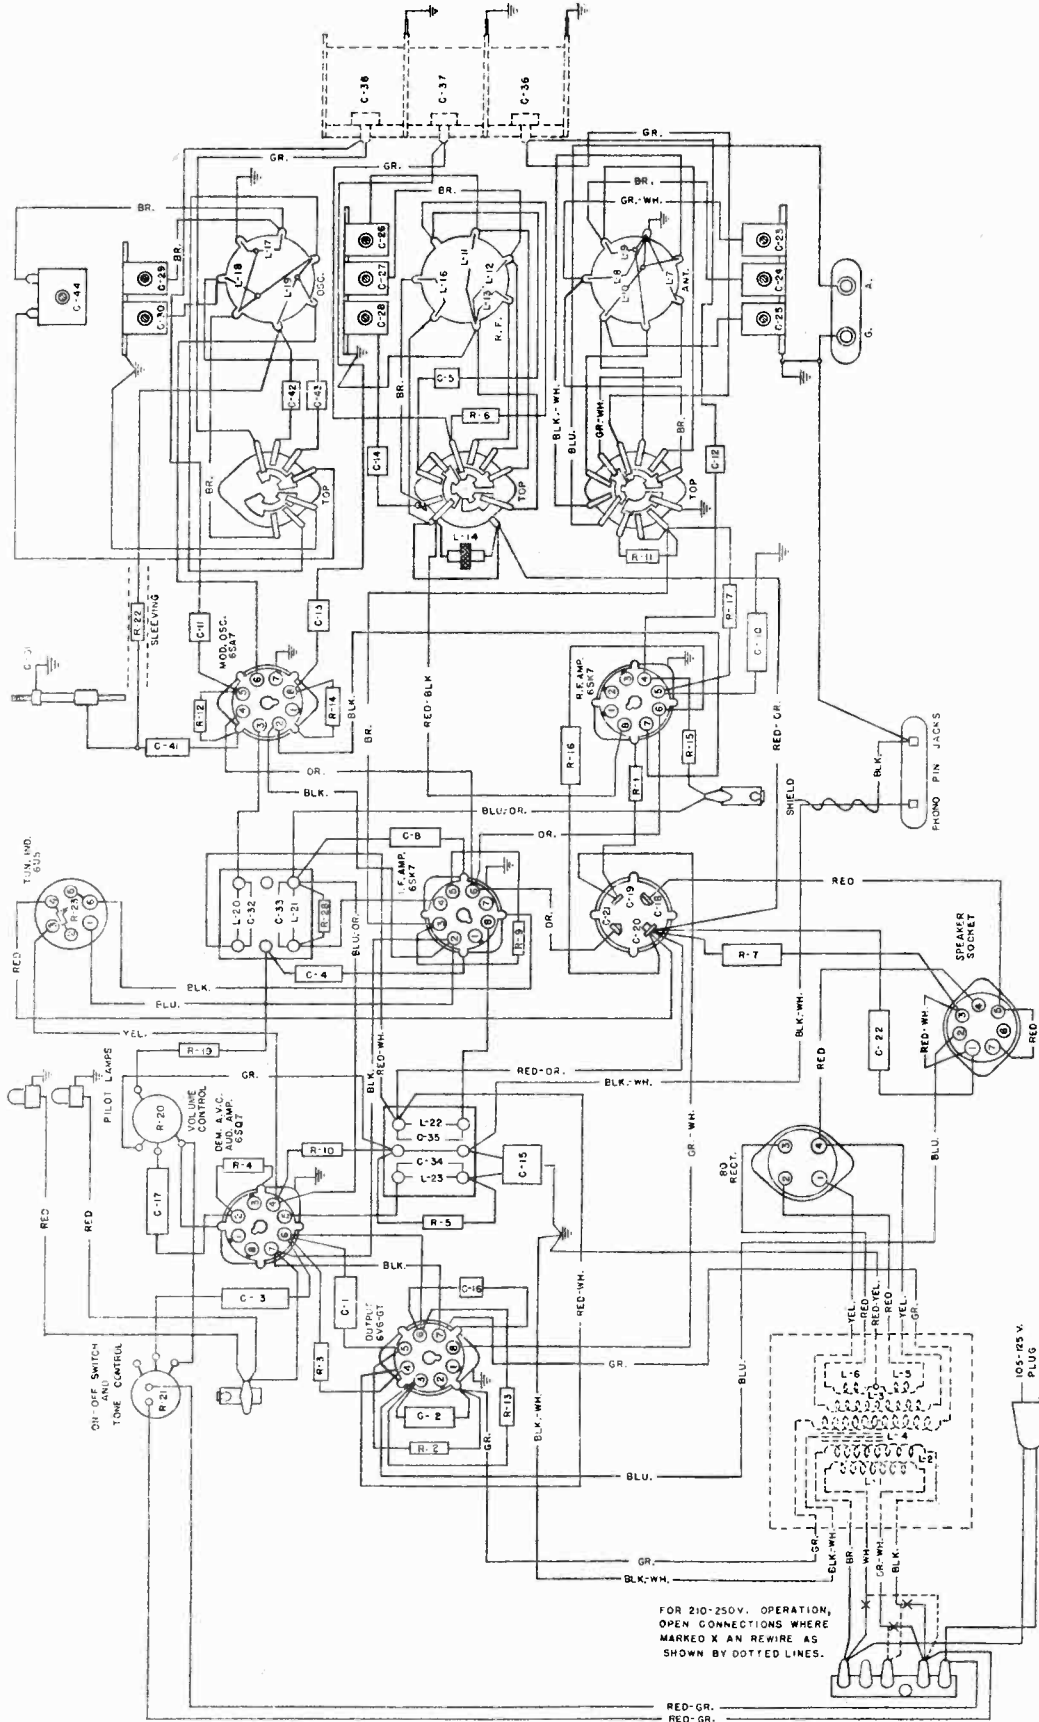 C-38
C-37
C-36
GR.
GR.
GR.
BR.
C-44
C-29
C-30
BR.
L-17
L-18
L-19
OSC.
C-42
C-43
BR.
TOP
C-26
C-27
C-28
BR.
L-11
L-16
L-12
L-13
R.F.
BR.
C-5
R-6
C-14
TOP
L-14
BR.
GR.-WH.
L-9
L-8
L-10
L-7
ANT.
C-23
C-24
C-25
A.
G.
BLK.-WH.
BLU.
GR-WH.
BR.
C-12
TOP
R-11
R-17
C-10
R-22
SLEEVING
C-11
C-13
MOD. OSC.
6SA7
R-12
R-14
C-41
BLK.
RED-BLK
BR.
R.F. AMP.
6SK7
R-16
R-1
R-15
RED-OR.
SHIELD
BLK.
PHONO PIN JACKS
OR.
BLK.
BLU-OR.
OR.
TUN. IND.
6U5
R-23
L-20
C-32
C-33
L-21
R-28
C-8
I.F. AMP.
6SK7
R-9
C-4
BLU-OR.
OR.
C-21
C-19
C-20
C-18
RED
R-7
SPEAKER
SOCKET
RED-WH.
C-22
RED
RED
BLK.-WH.
RED
BLK.
BLU.
YEL.
R-19
GR.
PILOT LAMPS
R-20
VOLUME
CONTROL
DEM. A.V.C.
AUD. AMP.
6SQ7
R-4
R-10
C-17
BLK.
RED-WH.
L-22
C-35
C-34
L-23
R-5
C-15
RED-OR.
BLK.-WH.
GR.-WH.
80
RECT.
BLU.
RED
RED
C-3
ON-OFF SWITCH
AND
TONE CONTROL
R-21
C-1
R-3
OUTPUT
6V6-GT
BLK.
C-16
C-2
R-2
R-13
GR.
GR.
RED-WH.
BLK-WH.
BLU.
BLU.
YEL.
RED
RED-YEL.
RED
YEL.
GR.
L-6
L-5
L-3
L-4
L-2
105-125 V.
PLUG
GR.
BLK-WH.
GR.
BLK-WH.
BR.
WH.
GR-WH.
BLK.
FOR 210-250V. OPERATION,
OPEN CONNECTIONS WHERE
MARKED X AN REWIRE AS
SHOWN BY DOTTED LINES.
RED-GR.
RED-GR.